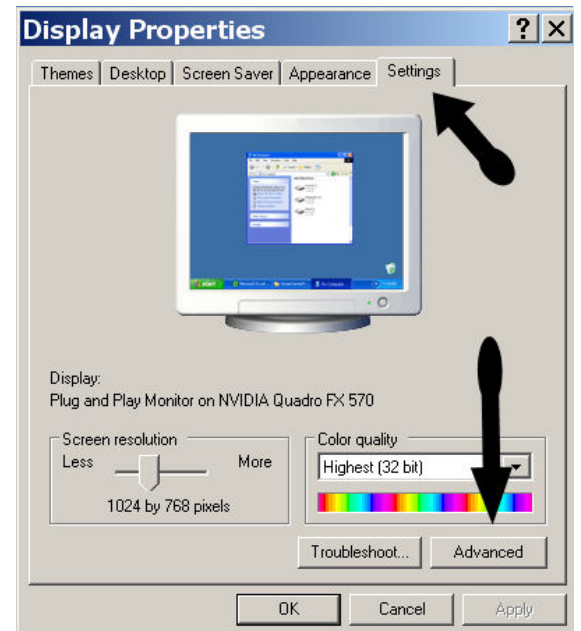 Display Properties
Themes Desktop Screen Saver Appearance Settings
Display:
Plug and Play Monitor on NVIDIA Quadro FX 570
Screen resolution
Less More
1024 by 768 pixels
Color quality
Highest (32 bit)
Troubleshoot... Advanced
OK Cancel Apply